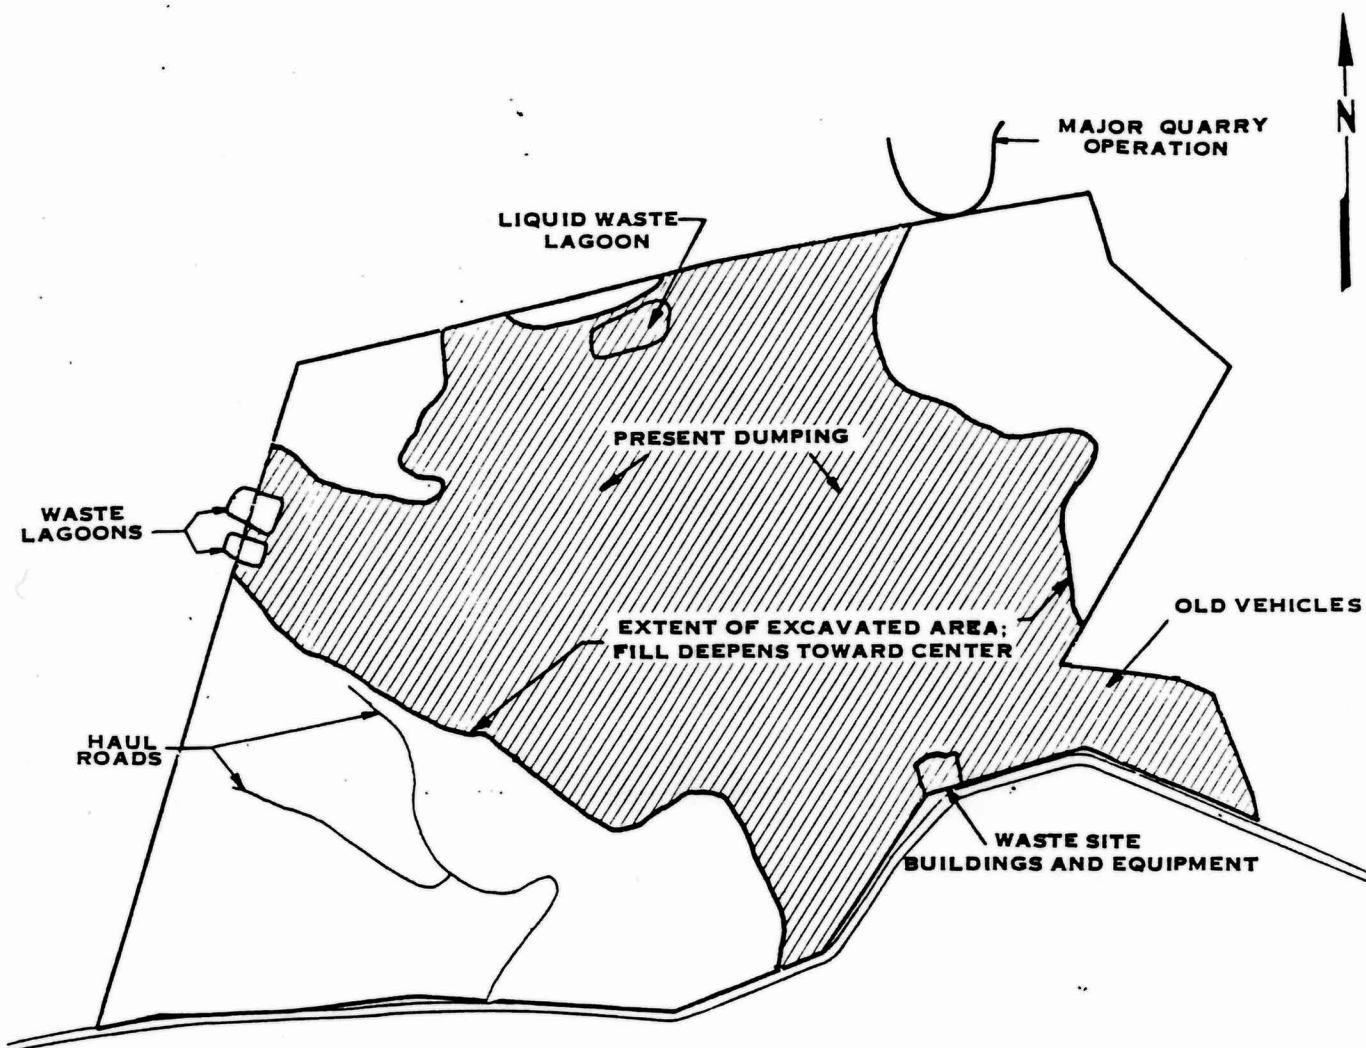 N
MAJOR QUARRY
OPERATION
LIQUID WASTE
LAGOON
PRESENT DUMPING
WASTE
LAGOONS
OLD VEHICLES
EXTENT OF EXCAVATED AREA;
FILL DEEPENS TOWARD CENTER
HAUL
ROADS
WASTE SITE
BUILDINGS AND EQUIPMENT